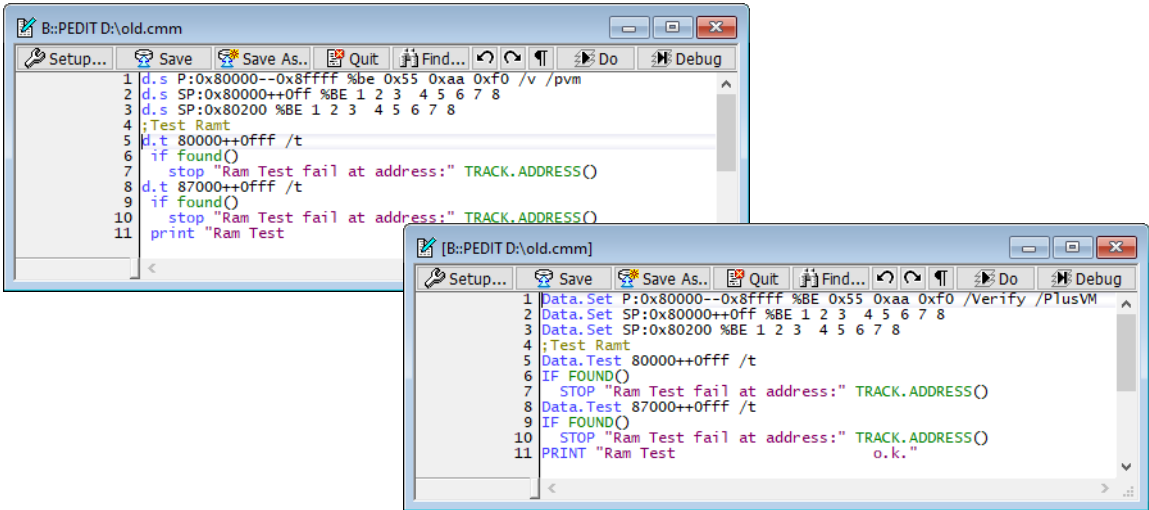 B::PEDIT D:\old.cmm
Setup... Save Save As.. Quit Find... ¶ Do Debug
1 d.s P:0x80000--0x8ffff %be 0x55 0xaa 0xf0 /v /pvm
2 d.s SP:0x80000++0ff %BE 1 2 3  4 5 6 7 8
3 d.s SP:0x80200 %BE 1 2 3  4 5 6 7 8
4 ;Test Ramt
5 d.t 80000++0fff /t
6  if found()
7    stop "Ram Test fail at address:" TRACK.ADDRESS()
8 d.t 87000++0fff /t
9  if found()
10    stop "Ram Test fail at address:" TRACK.ADDRESS()
11  print "Ram Test
[B::PEDIT D:\old.cmm]
Setup... Save Save As.. Quit Find... ¶ Do Debug
1 Data.Set P:0x80000--0x8ffff %BE 0x55 0xaa 0xf0 /Verify /PlusVM
2 Data.Set SP:0x80000++0ff %BE 1 2 3  4 5 6 7 8
3 Data.Set SP:0x80200 %BE 1 2 3  4 5 6 7 8
4 ;Test Ramt
5 Data.Test 80000++0fff /t
6 IF FOUND()
7   STOP "Ram Test fail at address:" TRACK.ADDRESS()
8 Data.Test 87000++0fff /t
9 IF FOUND()
10   STOP "Ram Test fail at address:" TRACK.ADDRESS()
11 PRINT "Ram Test                      o.k."